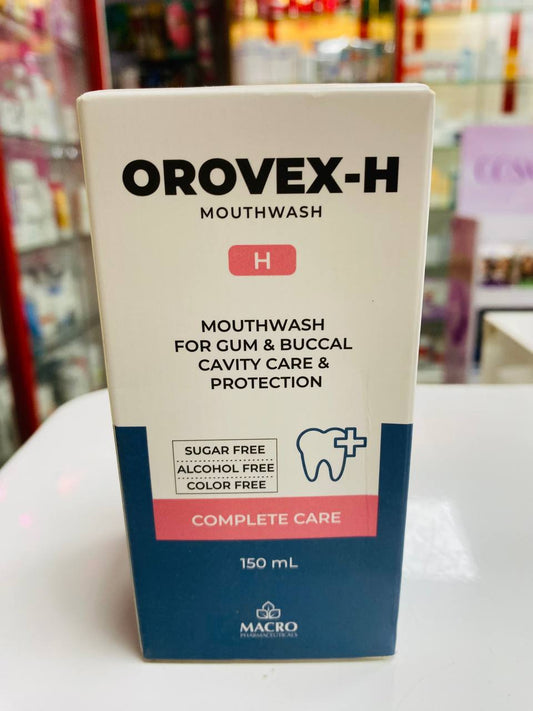 OROVEX-H
MOUTHWASH
H
MOUTHWASH
FOR GUM & BUCCAL
CAVITY CARE &
PROTECTION
SUGAR FREE
ALCOHOL FREE
COLOR FREE
COMPLETE CARE
150 mL
MACRO
PHARMACEUTICALS